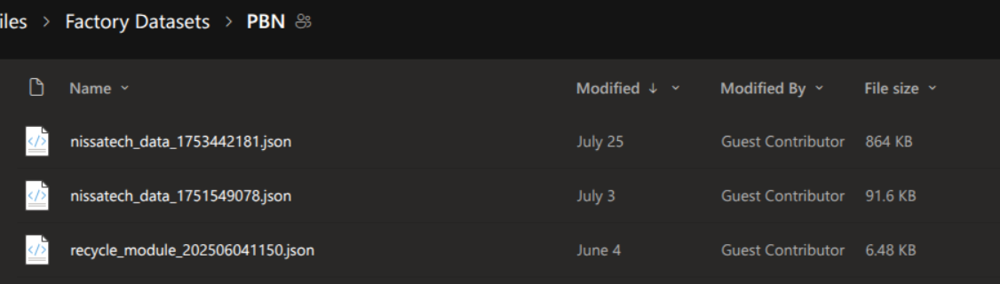 iles > Factory Datasets > PBN
Name Modified ↓ Modified By File size
</> nissatech_data_1753442181.json July 25 Guest Contributor 864 KB
</> nissatech_data_1751549078.json July 3 Guest Contributor 91.6 KB
</> recycle_module_202506041150.json June 4 Guest Contributor 6.48 KB